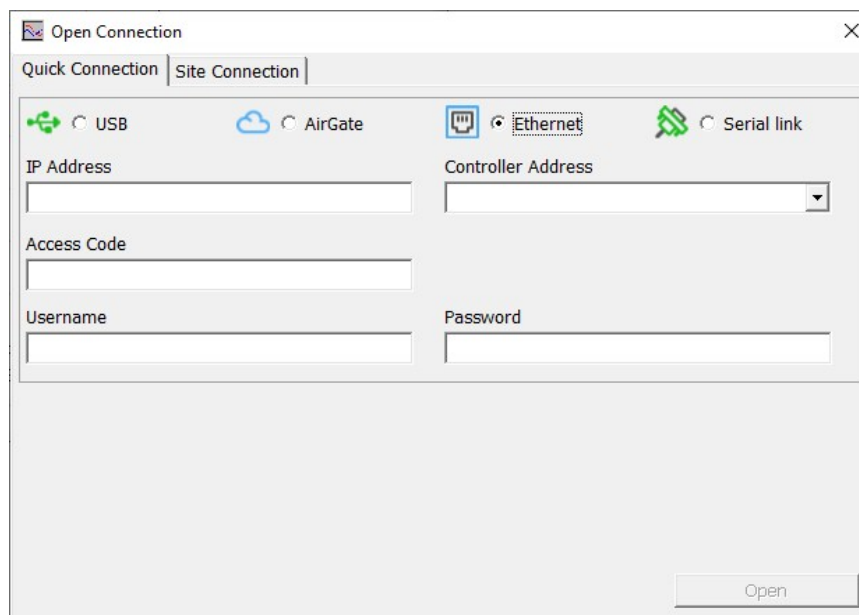 Open Connection
Quick Connection Site Connection
USB AirGate Ethernet Serial link
IP Address Controller Address
Access Code
Username Password
Open